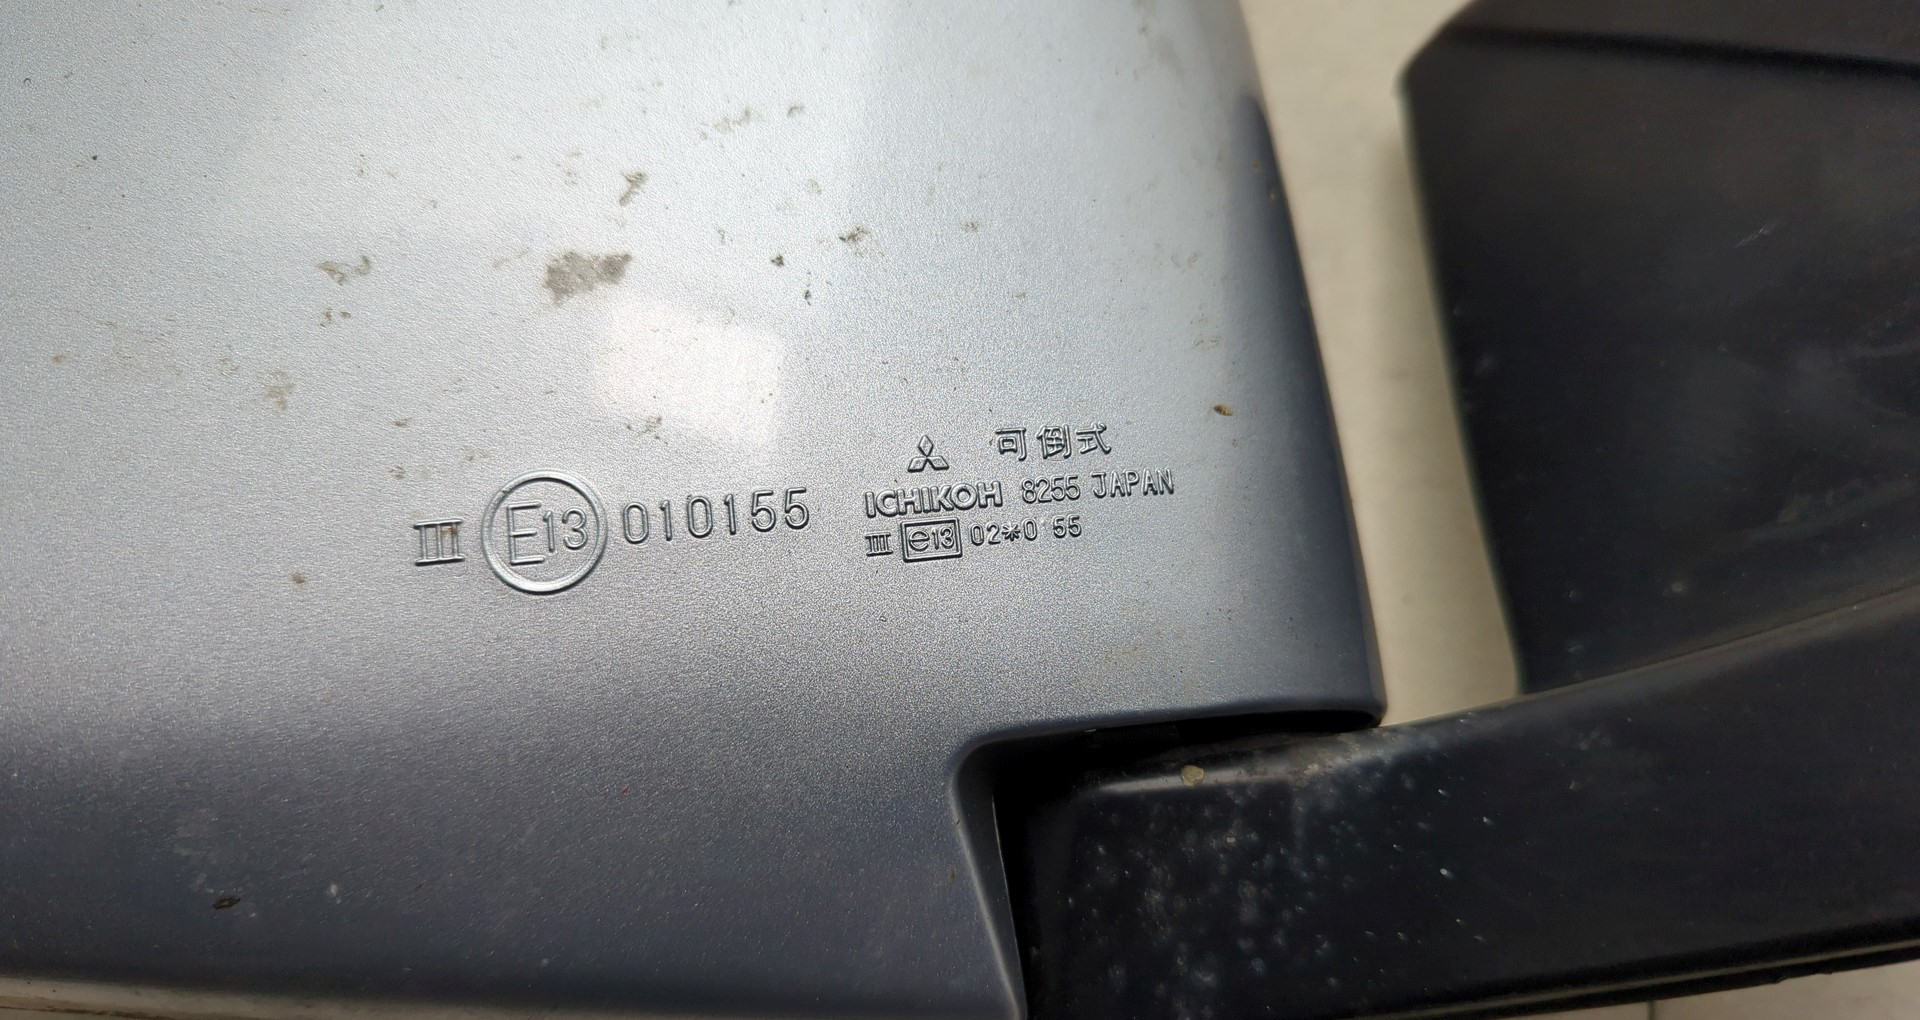 可倒式
III E13 010155
ICHIKOH 8255 JAPAN
III e13 02*0 55